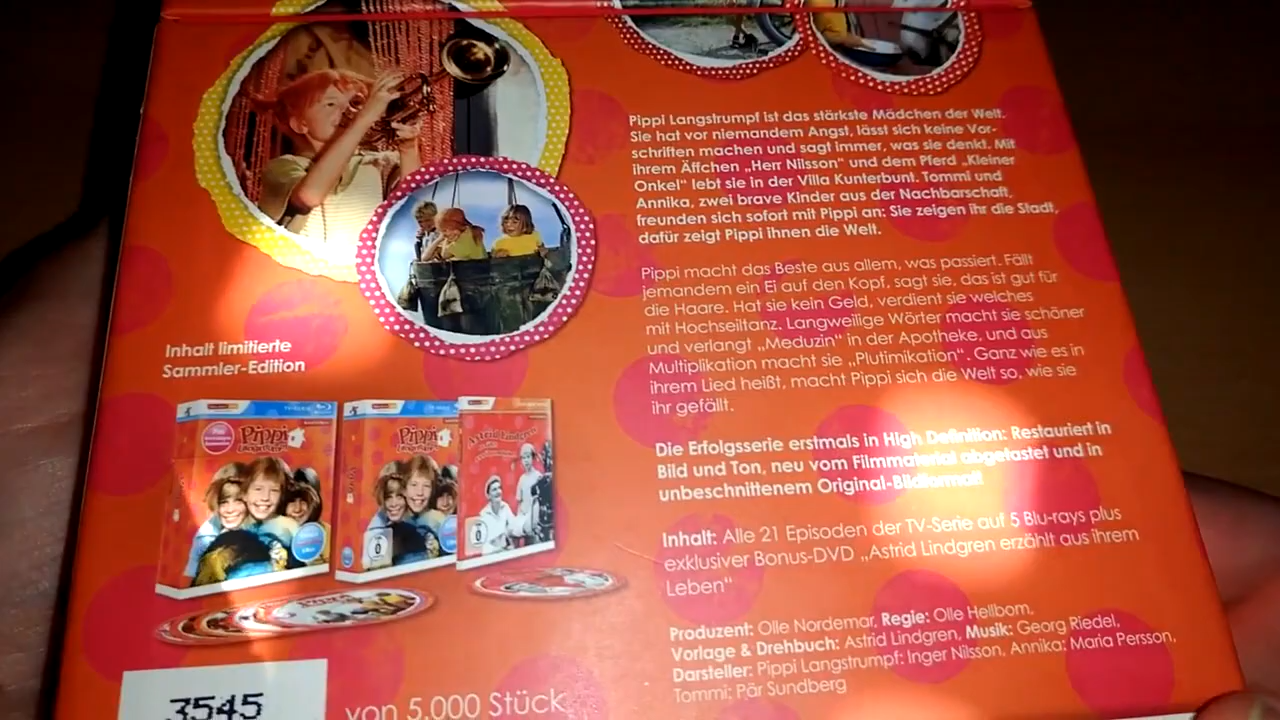 Pippi Langstrumpf ist das stärkste Mädchen der Welt.
Sie hat vor niemandem Angst, lässt sich keine Vor-
schriften machen und sagt immer, was sie denkt. Mit
ihrem Äffchen „Herr Nilsson“ und dem Pferd „Kleiner
Onkel“ lebt sie in der Villa Kunterbunt. Tommi und
Annika, zwei brave Kinder aus der Nachbarschaft,
freunden sich sofort mit Pippi an: Sie zeigen ihr die Stadt,
dafür zeigt Pippi ihnen die Welt.
Pippi macht das Beste aus allem, was passiert. Fällt
jemandem ein Ei auf den Kopf, sagt sie, das ist gut für
die Haare. Hat sie kein Geld, verdient sie welches
mit Hochseiltanz. Langweilige Wörter macht sie schöner
und verlangt „Meduzin“ in der Apotheke, und aus
Multiplikation macht sie „Plutimikation“. Ganz wie es in
ihrem Lied heißt, macht Pippi sich die Welt so, wie sie
ihr gefällt.
Die Erfolgsserie erstmals in High Definition: Restauriert in
Bild und Ton, neu vom Filmmaterial abgetastet und in
unbeschnittenem Original-Bildformat!
Inhalt: Alle 21 Episoden der TV-Serie auf 5 Blu-rays plus
exklusiver Bonus-DVD „Astrid Lindgren erzählt aus ihrem
Leben“
Produzent: Olle Nordemar, Regie: Olle Hellbom,
Vorlage & Drehbuch: Astrid Lindgren, Musik: Georg Riedel,
Darsteller: Pippi Langstrumpf: Inger Nilsson, Annika: Maria Persson,
Tommi: Pär Sundberg
Inhalt limitierte
Sammler-Edition
Pippi
Pippi
Astrid Lindgren
3545
von 5.000 Stück